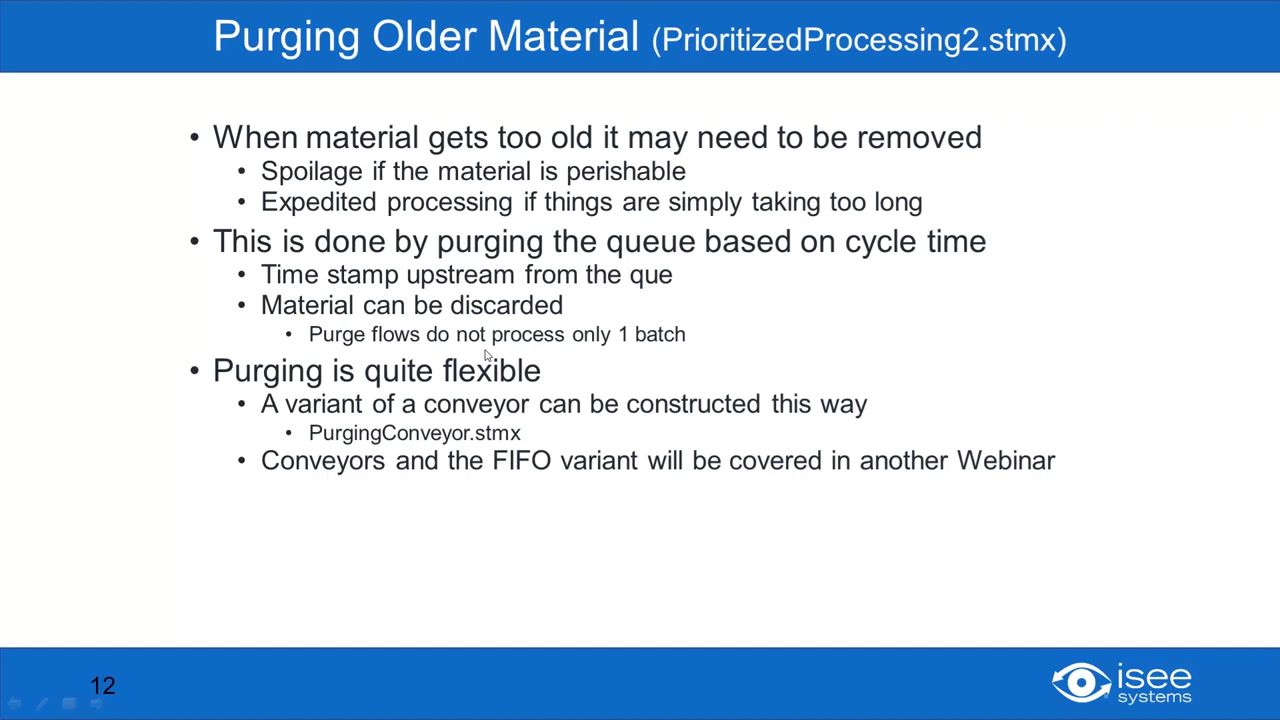 Purging Older Material (PrioritizedProcessing2.stmx)
• When material gets too old it may need to be removed
• Spoilage if the material is perishable
• Expedited processing if things are simply taking too long
• This is done by purging the queue based on cycle time
• Time stamp upstream from the que
• Material can be discarded
• Purge flows do not process only 1 batch
• Purging is quite flexible
• A variant of a conveyor can be constructed this way
• PurgingConveyor.stmx
• Conveyors and the FIFO variant will be covered in another Webinar
12
isee
systems